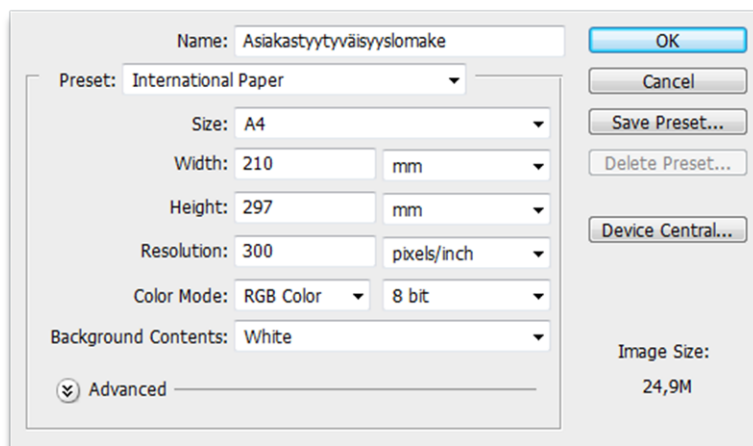 Name: Asiakastyytyväisyyslomake
OK
Preset: International Paper
Cancel
Size: A4
Save Preset...
Width: 210 mm
Delete Preset...
Height: 297 mm
Device Central...
Resolution: 300 pixels/inch
Color Mode: RGB Color 8 bit
Background Contents: White
Image Size:
Advanced
24,9M